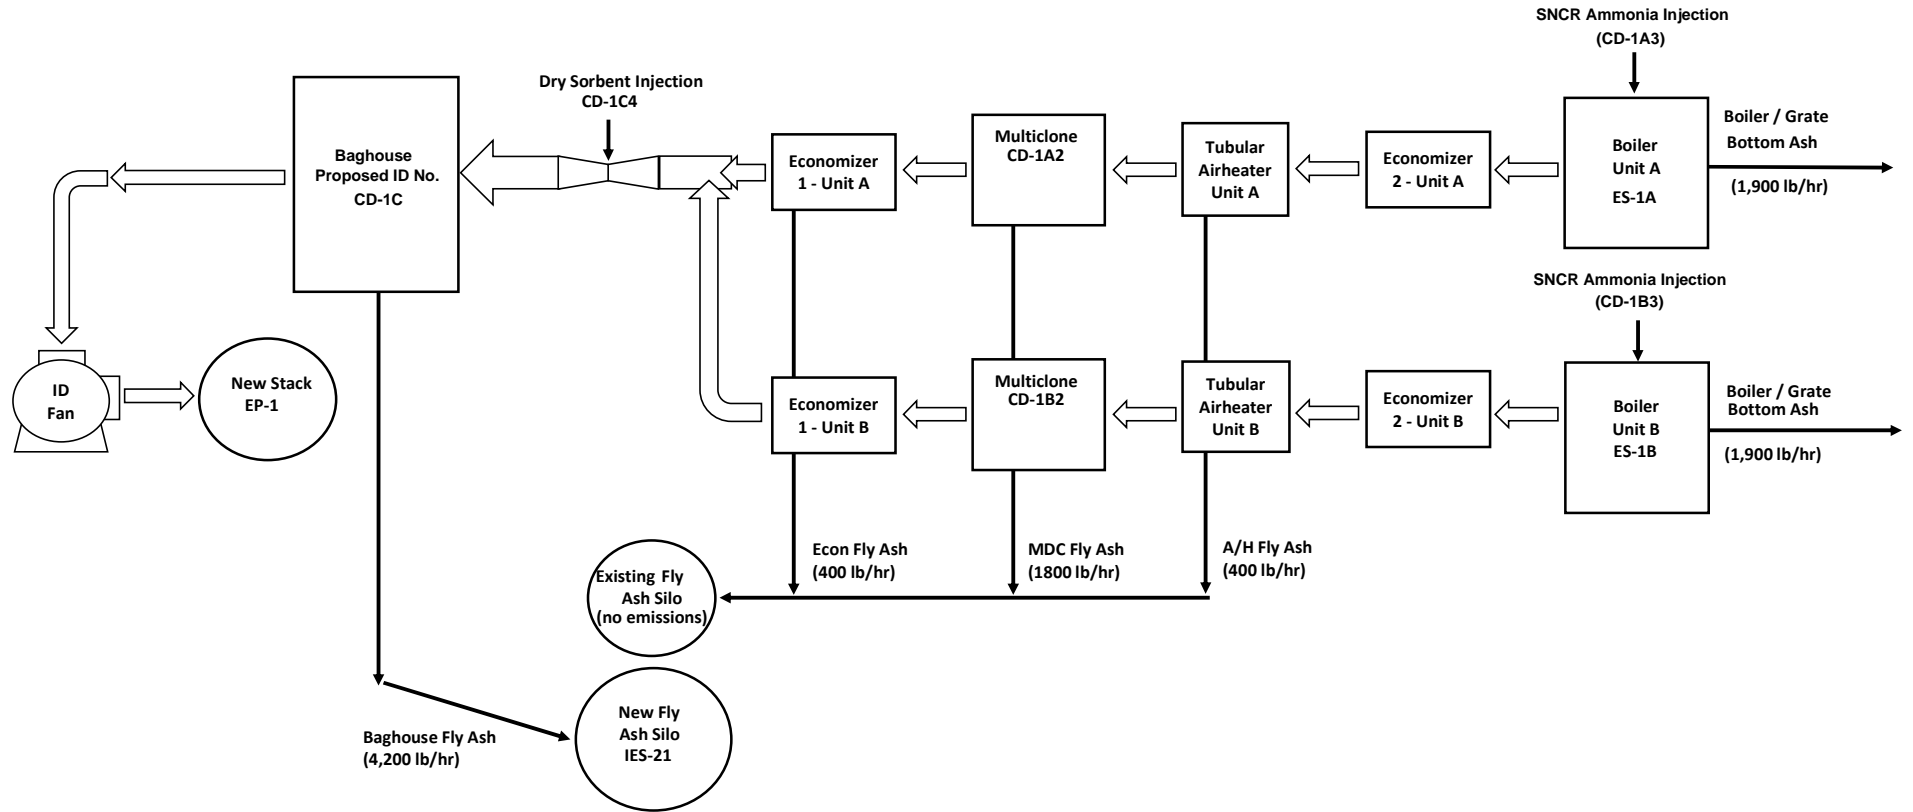 SNCR Ammonia Injection
(CD-1A3)
Dry Sorbent Injection
CD-1C4
Baghouse
Proposed ID No.
CD-1C
Economizer
1 - Unit A
Multiclone
CD-1A2
Tubular
Airheater
Unit A
Economizer
2 - Unit A
Boiler
Unit A
ES-1A
Boiler / Grate
Bottom Ash
(1,900 lb/hr)
SNCR Ammonia Injection
(CD-1B3)
ID
Fan
New Stack
EP-1
Economizer
1 - Unit B
Multiclone
CD-1B2
Tubular
Airheater
Unit B
Economizer
2 - Unit B
Boiler
Unit B
ES-1B
Boiler / Grate
Bottom Ash
(1,900 lb/hr)
Econ Fly Ash
(400 lb/hr)
MDC Fly Ash
(1800 lb/hr)
A/H Fly Ash
(400 lb/hr)
Existing Fly
Ash Silo
(no emissions)
Baghouse Fly Ash
(4,200 lb/hr)
New Fly
Ash Silo
IES-21